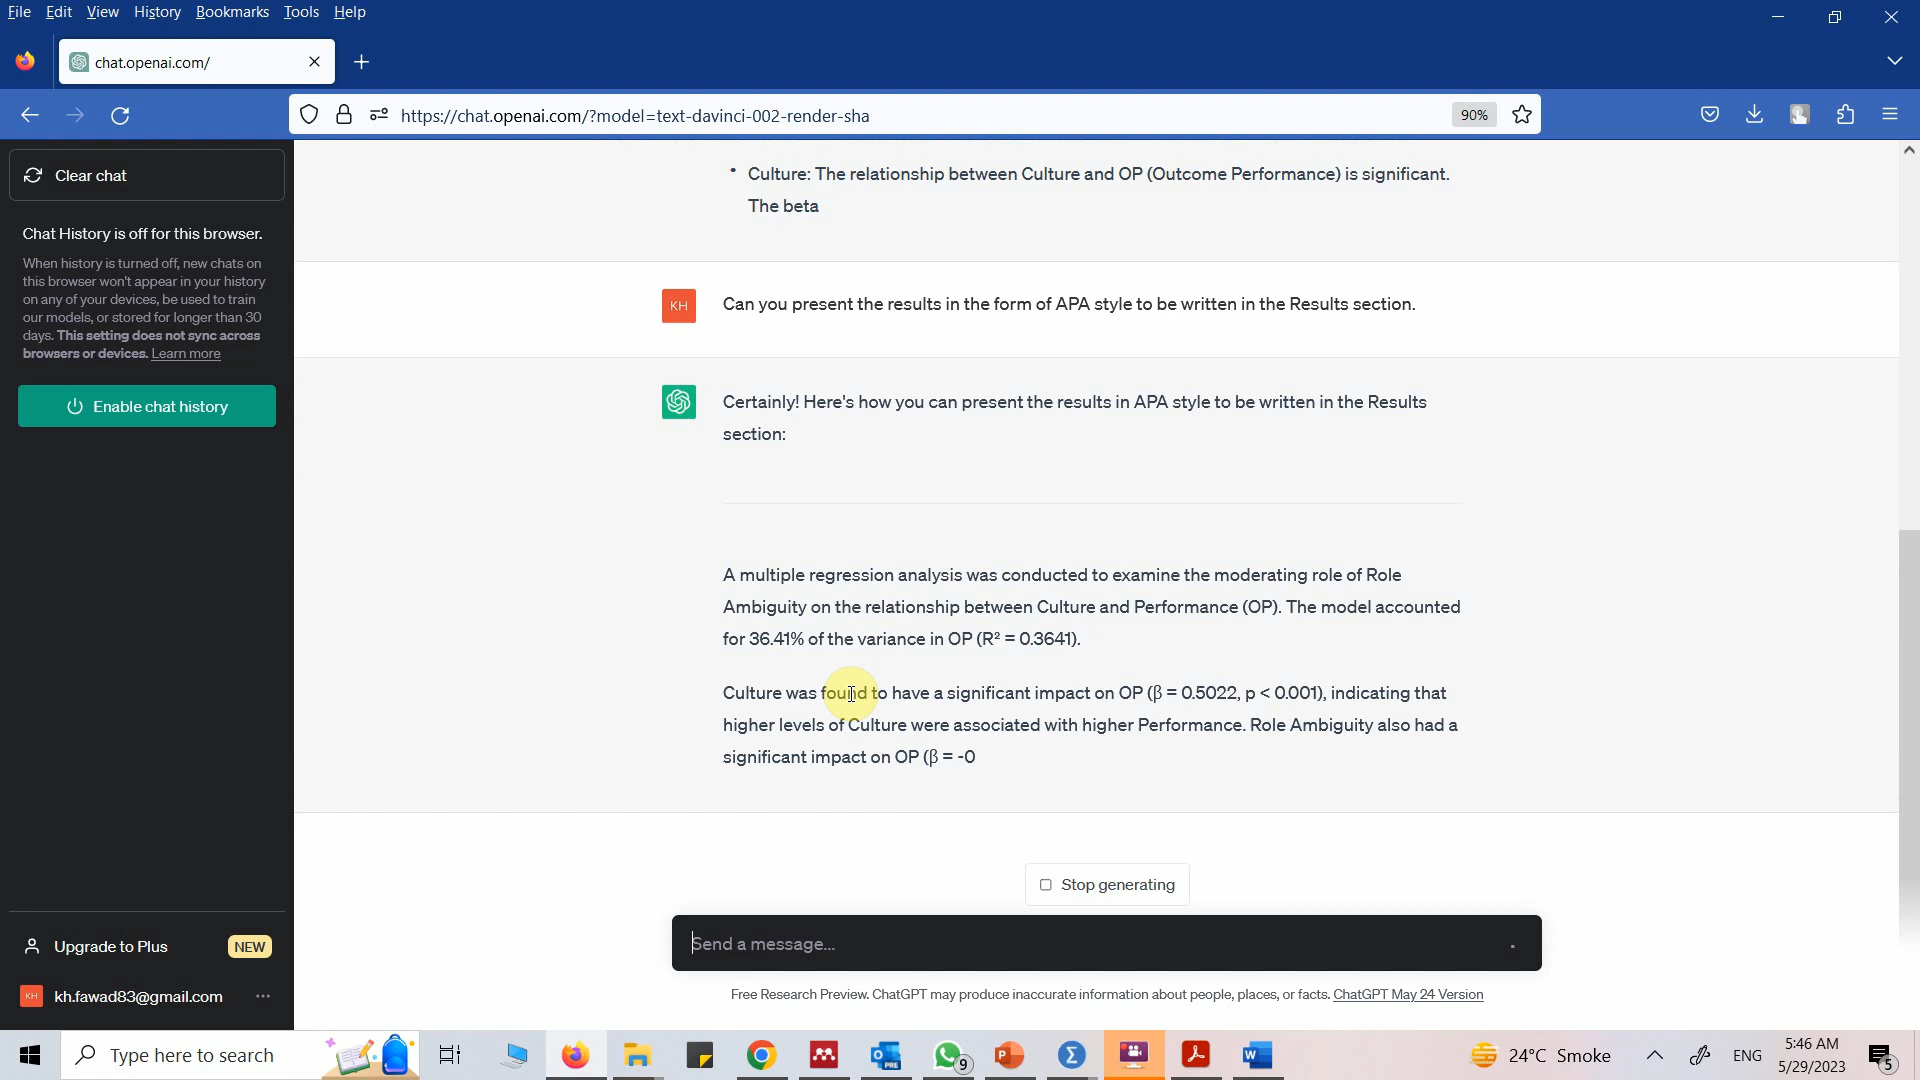 File Edit View History Bookmarks Tools Help
chat.openai.com/
https://chat.openai.com/?model=text-davinci-002-render-sha
90%
Clear chat
Chat History is off for this browser.
When history is turned off, new chats on
this browser won't appear in your history
on any of your devices, be used to train
our models, or stored for longer than 30
days. This setting does not sync across
browsers or devices. Learn more
Enable chat history
Culture: The relationship between Culture and OP (Outcome Performance) is significant.
The beta
KH
Can you present the results in the form of APA style to be written in the Results section.
Certainly! Here's how you can present the results in APA style to be written in the Results
section:
A multiple regression analysis was conducted to examine the moderating role of Role
Ambiguity on the relationship between Culture and Performance (OP). The model accounted
for 36.41% of the variance in OP (R² = 0.3641).
Culture was found to have a significant impact on OP (β = 0.5022, p < 0.001), indicating that
higher levels of Culture were associated with higher Performance. Role Ambiguity also had a
significant impact on OP (β = -0
Stop generating
Send a message...
Free Research Preview. ChatGPT may produce inaccurate information about people, places, or facts. ChatGPT May 24 Version
Upgrade to Plus NEW
KH kh.fawad83@gmail.com
Type here to search
9
24°C Smoke
ENG
5:46 AM
5/29/2023
5